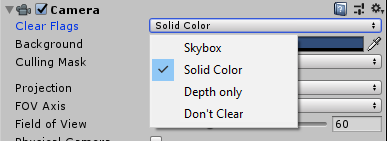 Camera
Clear Flags Solid Color
Background
Skybox
Culling Mask
Solid Color
Depth only
Projection
FOV Axis
Don't Clear
Field of View 60
Physical Camera